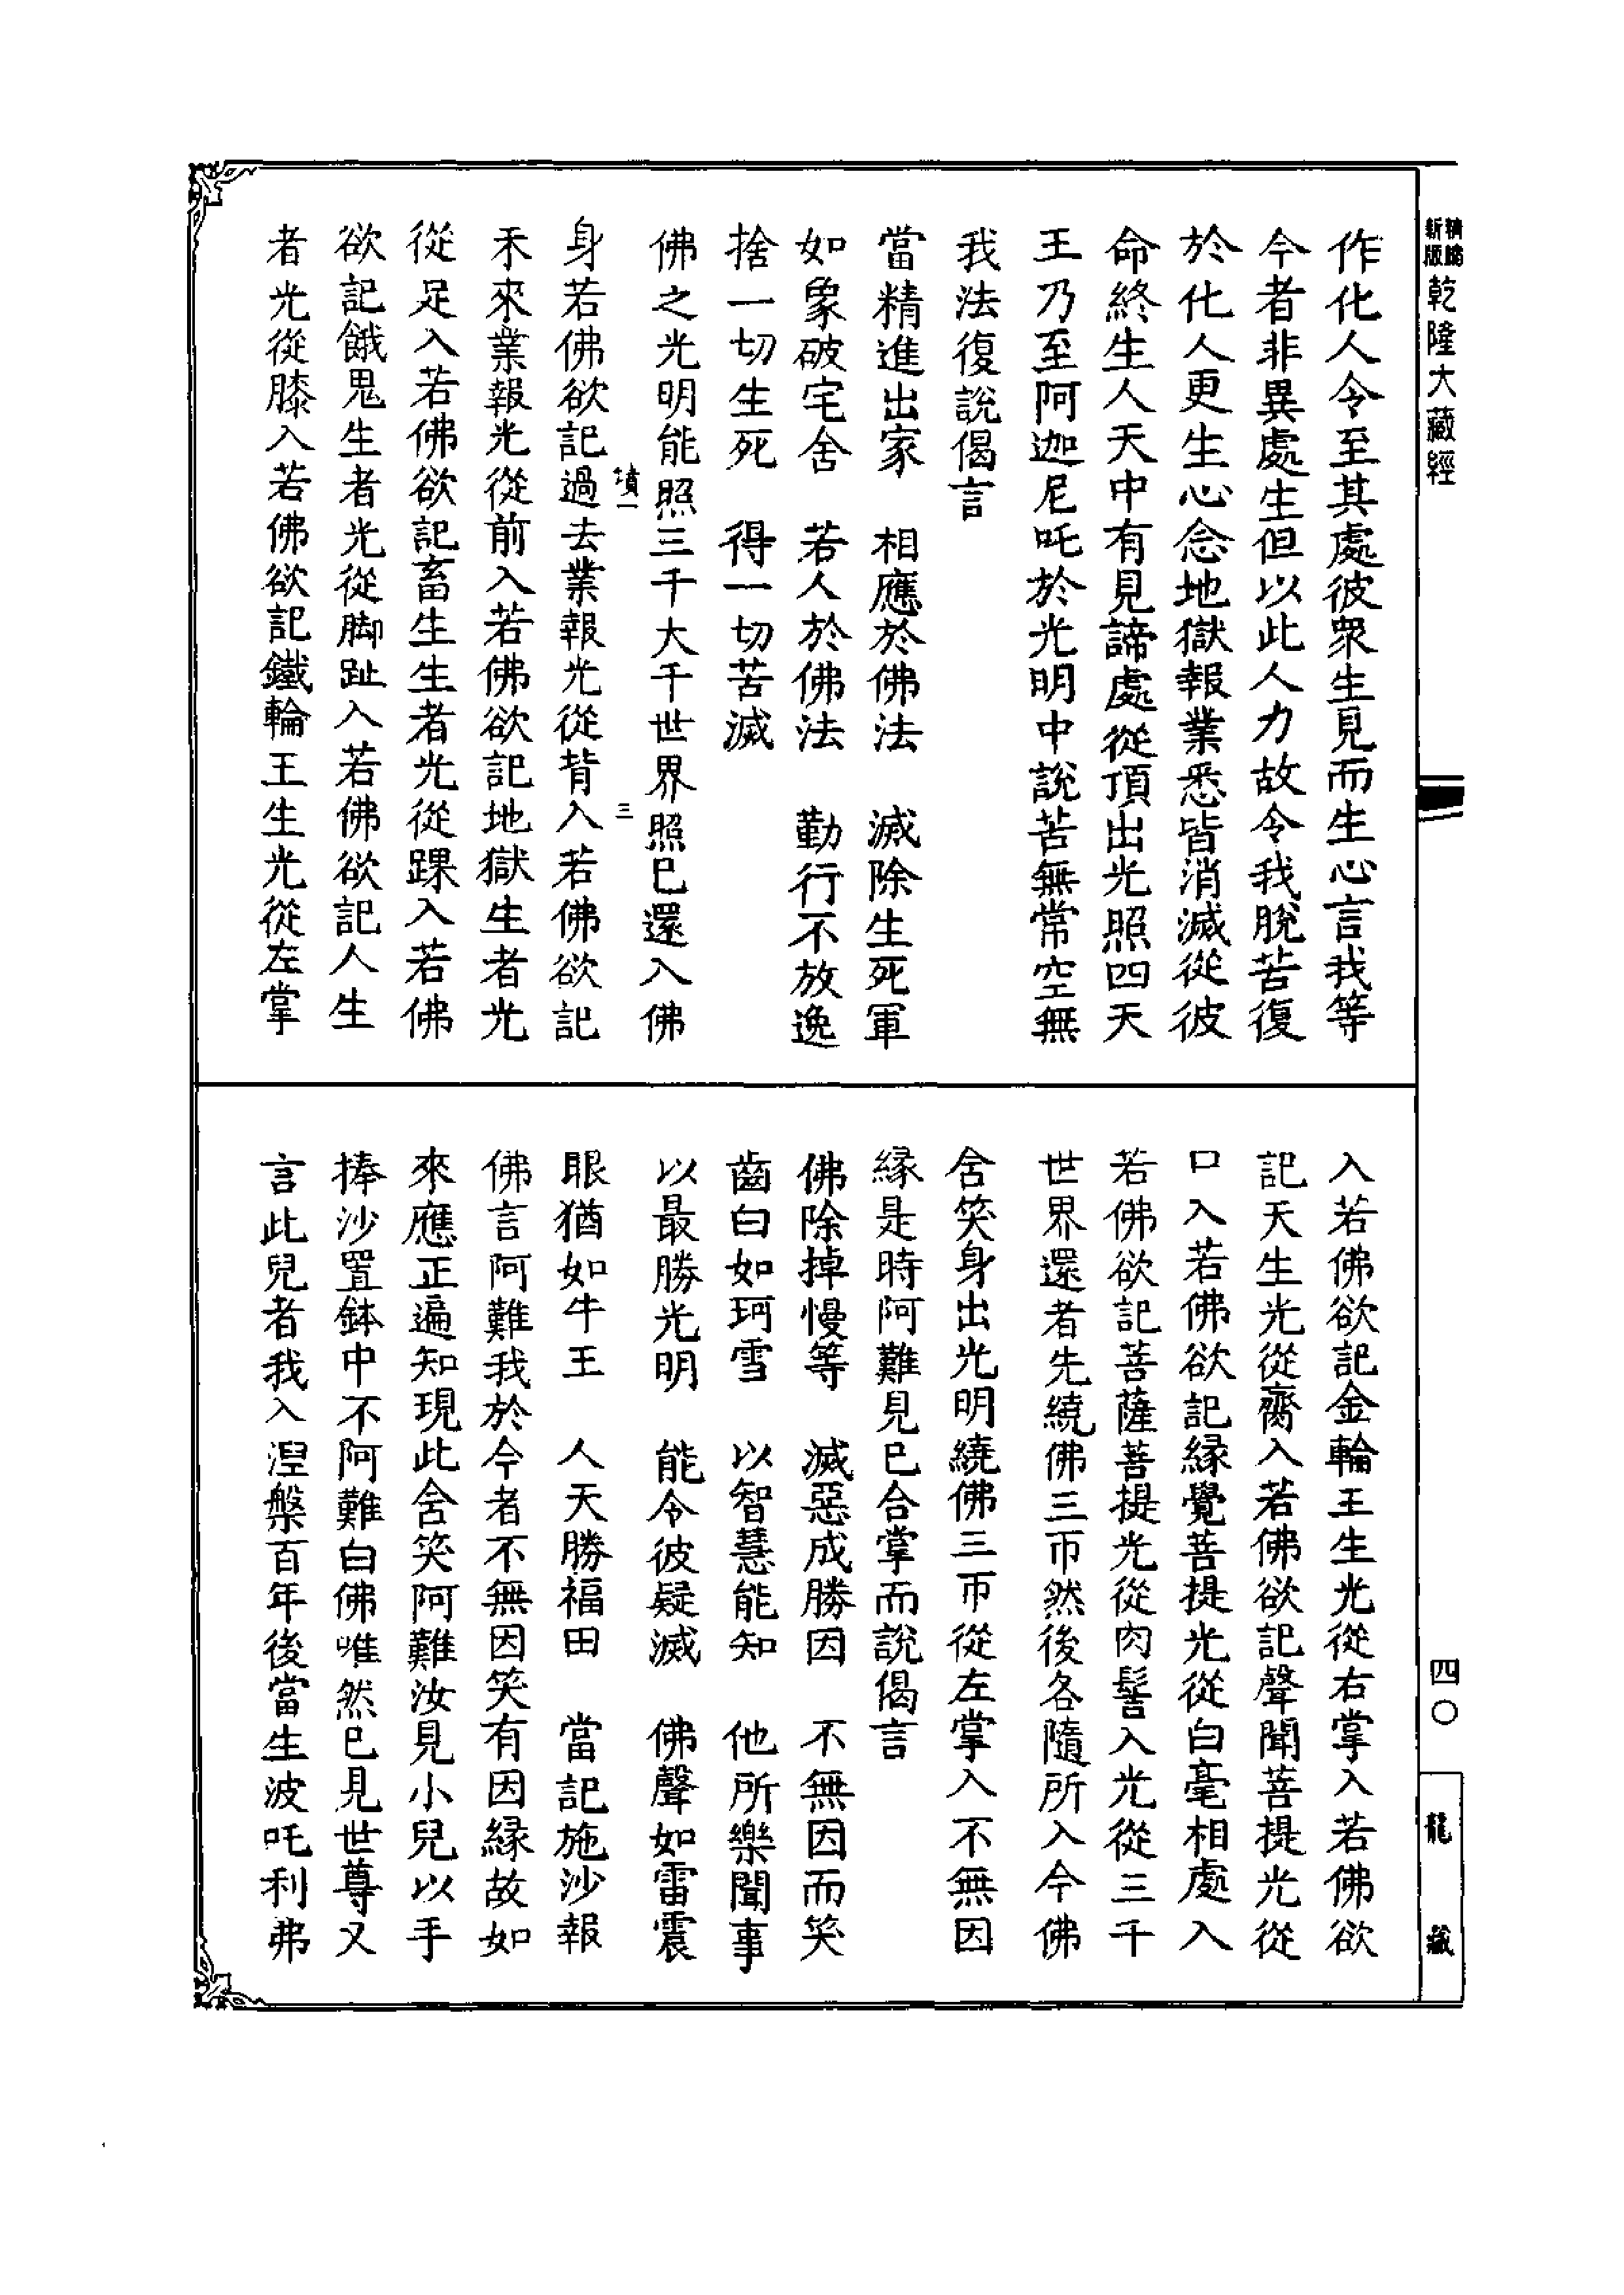 精縮
新版
乾隆大藏經
作化人令至其處彼眾生見而生心言我等
今者非異處生但以此人力故令我脫苦復
於化人更生心念地獄報業悉皆消滅從彼
命終生人天中有見諦處從頂出光照四天
王乃至阿迦尼吒於光明中說苦無常空無
我法復說偈言
當精進出家　相應於佛法　滅除生死軍
如象破宅舍　若人於佛法　勤行不放逸
捨一切生死　得一切苦滅
佛之光明能照三千大千世界照已還入佛
墳一　三
身若佛欲記過去業報光從背入若佛欲記
未來業報光從前入若佛欲記地獄生者光
從足入若佛欲記畜生生者光從踝入若佛
欲記餓鬼生者光從脚趾入若佛欲記人生
者光從膝入若佛欲記鐵輪王生光從左掌
入若佛欲記金輪王生光從右掌入若佛欲
記天生光從臍入若佛欲記聲聞菩提光從
口入若佛欲記緣覺菩提光從白毫相處入
若佛欲記菩薩菩提光從肉髻入光從三千
世界還者先繞佛三帀然後各隨所入今佛
含笑身出光明繞佛三帀從左掌入不無因
緣是時阿難見已合掌而說偈言
佛除掉慢等　滅惡成勝因　不無因而笑
齒白如珂雪　以智慧能知　他所樂聞事
以最勝光明　能令彼疑滅　佛聲如雷震
眼猶如牛王　人天勝福田　當記施沙報
佛言阿難我於今者不無因笑有因緣故如
來應正遍知現此含笑阿難汝見小兒以手
捧沙置鉢中不阿難白佛唯然已見世尊又
言此兒者我入涅槃百年後當生波吒利弗
四〇
龍藏